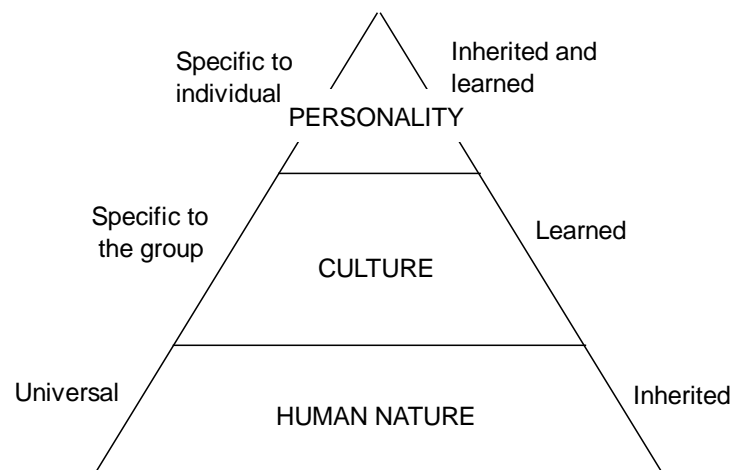 Specific to
individual
Inherited and
learned
PERSONALITY
Specific to
the group
Learned
CULTURE
Universal
Inherited
HUMAN NATURE